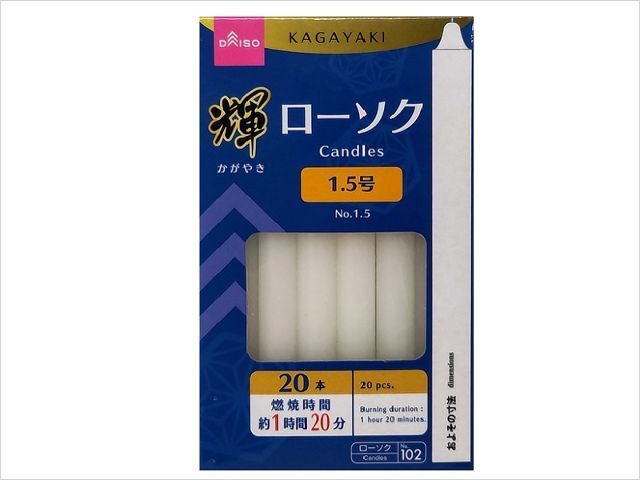 DAISO
KAGAYAKI
輝
かがやき
ローソク
Candles
1.5号
No.1.5
20本
燃焼時間
約1時間20分
20 pcs.
Burning duration :
1 hour 20 minutes.
ローソク
Candles
No.
102
およその寸法 dimensions